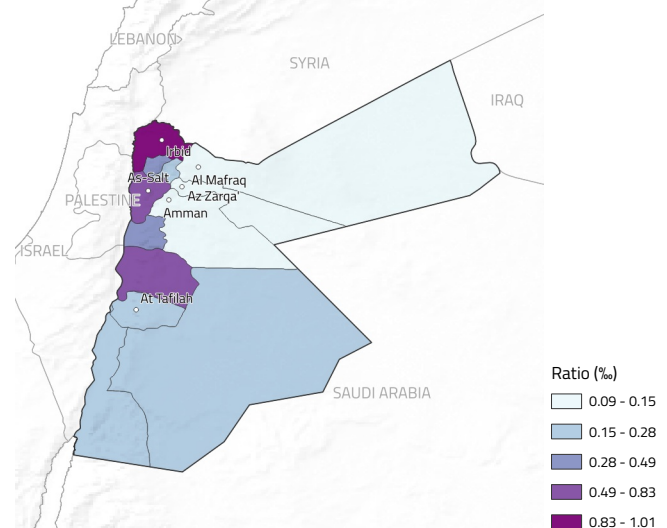 LEBANON
SYRIA
IRAQ
Irbid
As-Salt
Al Mafraq
Az Zarqa'
PALESTINE
Amman
ISRAEL
At Tafilah
SAUDI ARABIA
Ratio (‰)
0.09 - 0.15
0.15 - 0.28
0.28 - 0.49
0.49 - 0.83
0.83 - 1.01